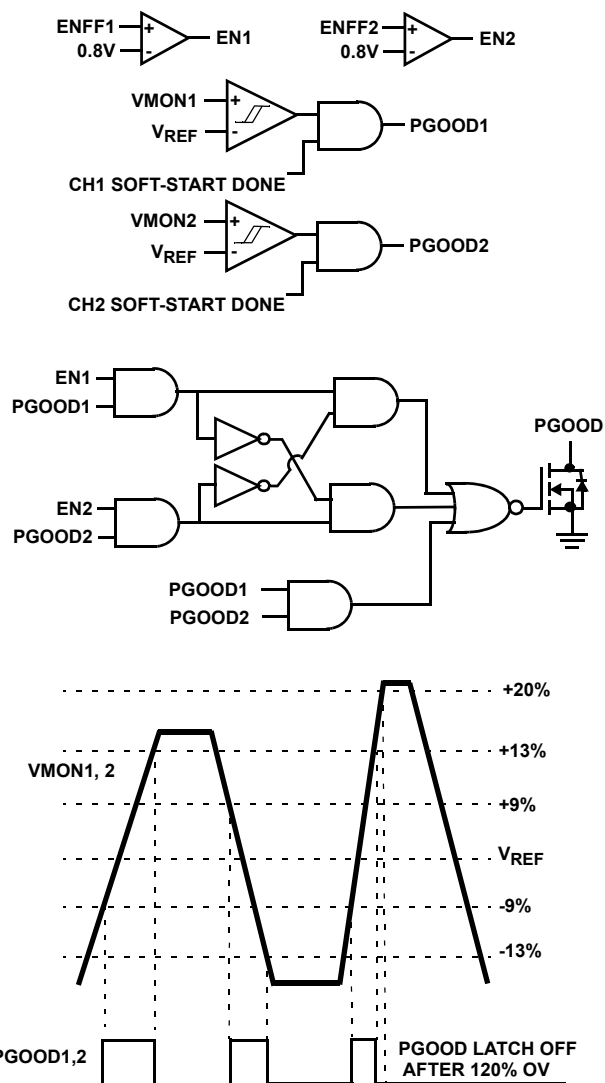 ENFF1
0.8V
+
-
EN1
ENFF2
0.8V
+
-
EN2
VMON1
VREF
+
-
PGOOD1
CH1 SOFT-START DONE
VMON2
VREF
+
-
PGOOD2
CH2 SOFT-START DONE
EN1
PGOOD1
PGOOD
EN2
PGOOD2
PGOOD1
PGOOD2
+20%
+13%
VMON1, 2
+9%
VREF
-9%
-13%
PGOOD1,2
PGOOD LATCH OFF
AFTER 120% OV